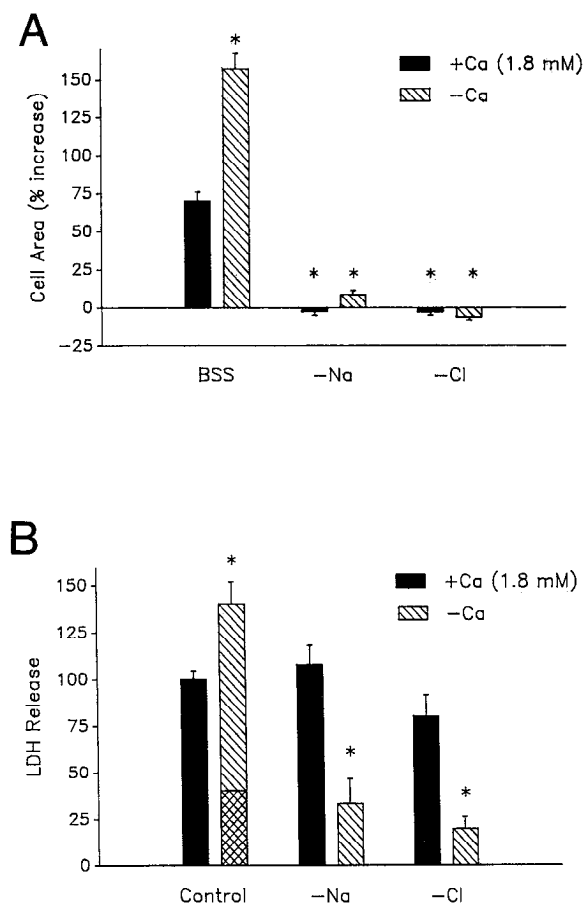 A
Cell Area (% increase)
150
125
100
75
50
25
0
−25
*
* * * *
+Ca (1.8 mM)
−Ca
BSS −Na −Cl
B
LDH Release
150
125
100
75
50
25
0
*
*
*
+Ca (1.8 mM)
−Ca
Control −Na −Cl